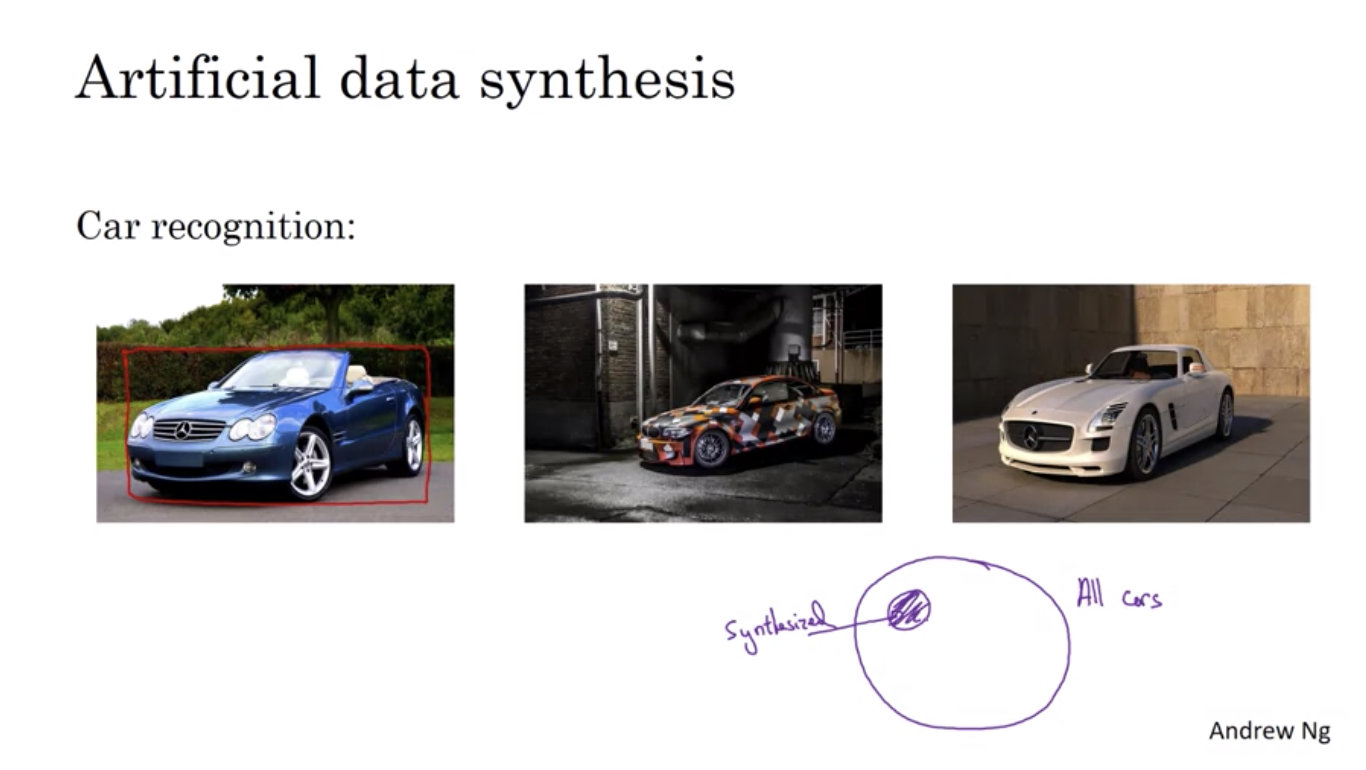 Artificial data synthesis
Car recognition:
All cars
Synthesized
Andrew Ng